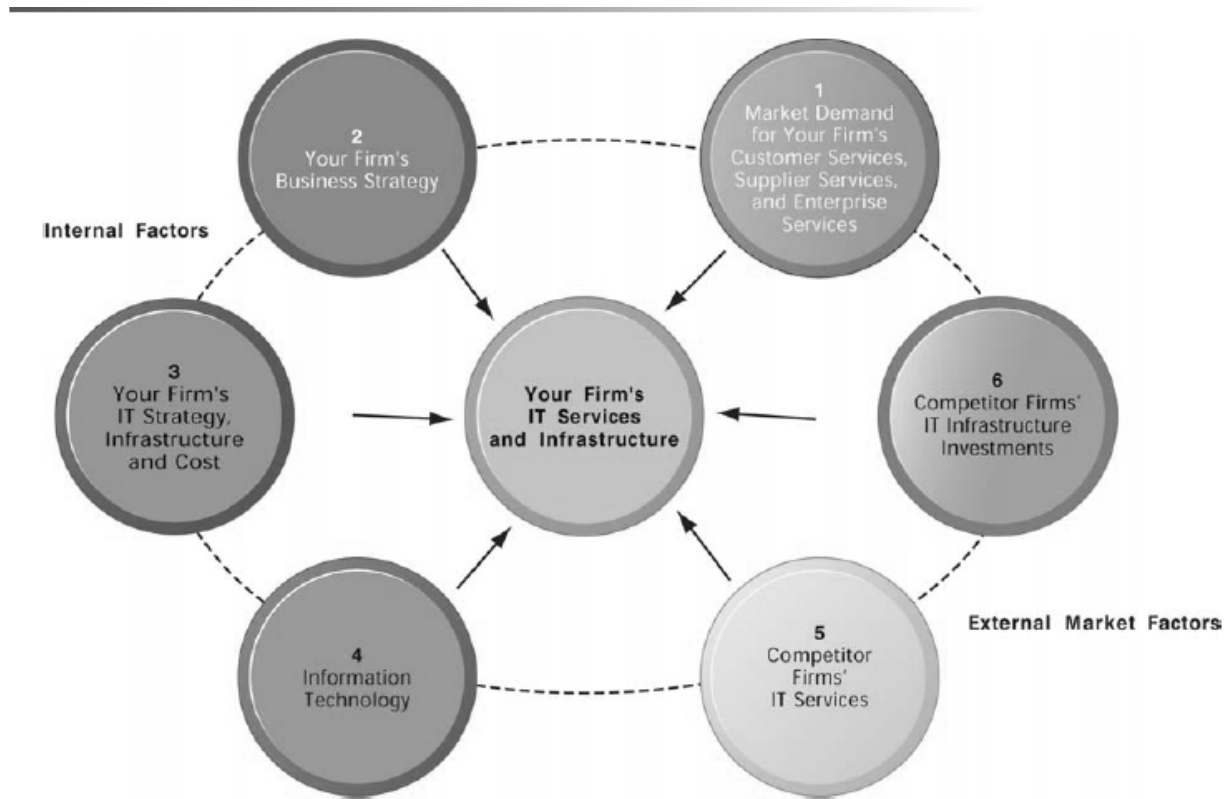 1
Market Demand
for Your Firm's
Customer Services,
Supplier Services,
and Enterprise
Services
2
Your Firm's
Business Strategy
Internal Factors
3
Your Firm's
IT Strategy,
Infrastructure
and Cost
Your Firm's
IT Services
and Infrastructure
6
Competitor Firms'
IT Infrastructure
Investments
4
Information
Technology
5
Competitor
Firms'
IT Services
External Market Factors